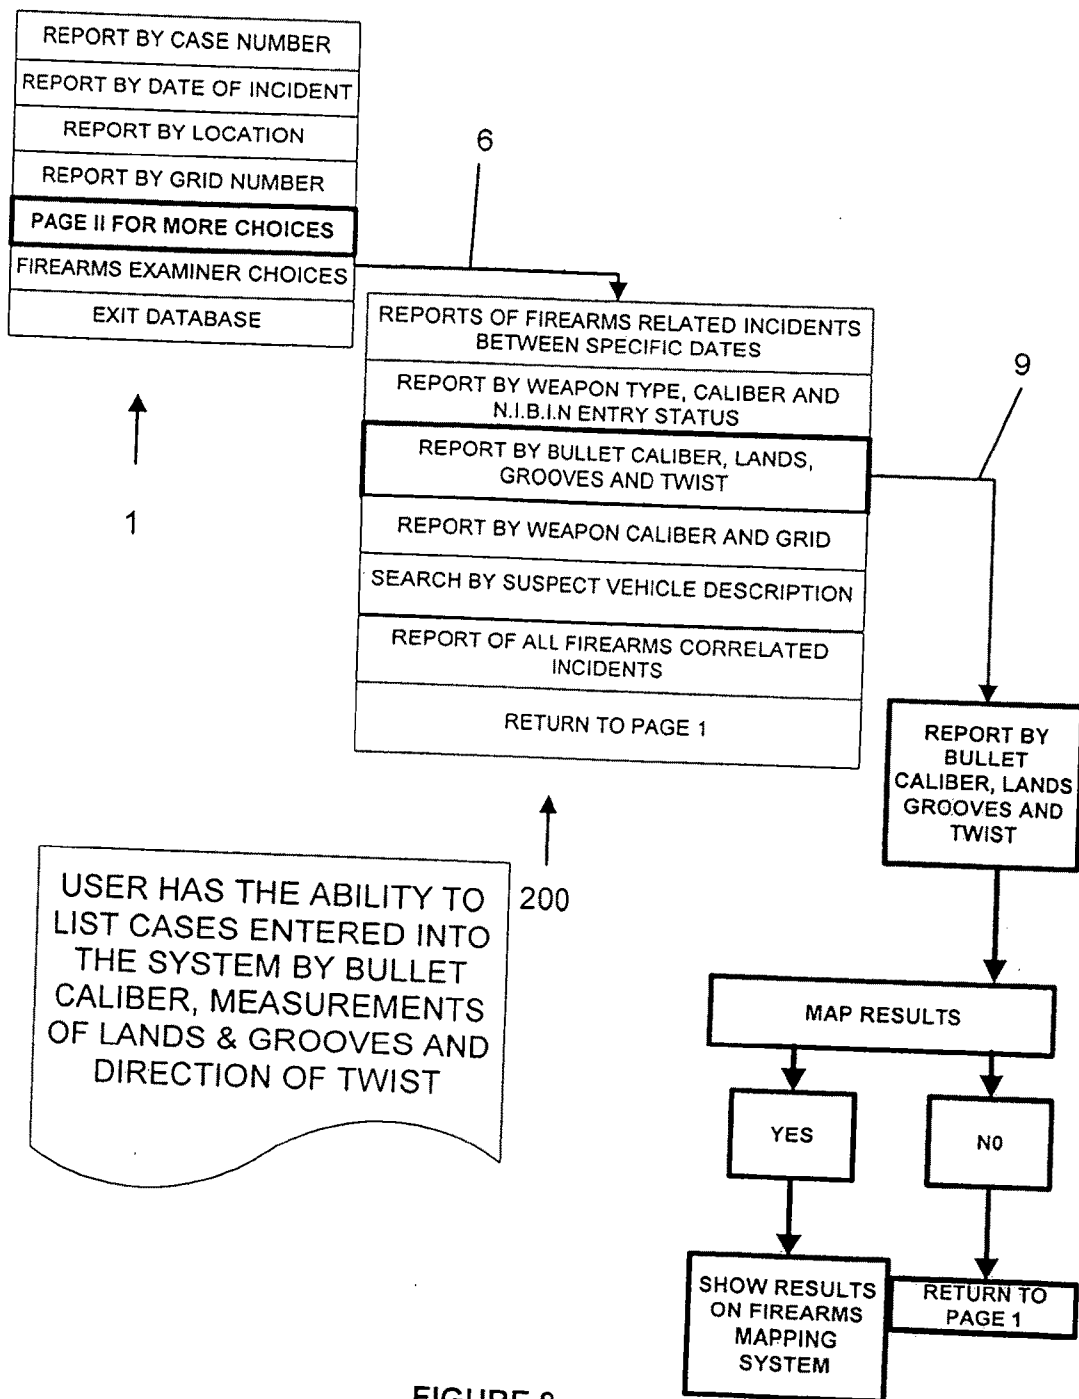 REPORT BY CASE NUMBER
REPORT BY DATE OF INCIDENT
REPORT BY LOCATION
REPORT BY GRID NUMBER
PAGE II FOR MORE CHOICES
FIREARMS EXAMINER CHOICES
EXIT DATABASE
1
6
REPORTS OF FIREARMS RELATED INCIDENTS
BETWEEN SPECIFIC DATES
REPORT BY WEAPON TYPE, CALIBER AND
N.I.B.I.N ENTRY STATUS
REPORT BY BULLET CALIBER, LANDS,
GROOVES AND TWIST
REPORT BY WEAPON CALIBER AND GRID
SEARCH BY SUSPECT VEHICLE DESCRIPTION
REPORT OF ALL FIREARMS CORRELATED
INCIDENTS
RETURN TO PAGE 1
200
9
REPORT BY
BULLET
CALIBER, LANDS
GROOVES AND
TWIST
USER HAS THE ABILITY TO
LIST CASES ENTERED INTO
THE SYSTEM BY BULLET
CALIBER, MEASUREMENTS
OF LANDS & GROOVES AND
DIRECTION OF TWIST
MAP RESULTS
YES
N0
SHOW RESULTS
ON FIREARMS
MAPPING
SYSTEM
RETURN TO
PAGE 1